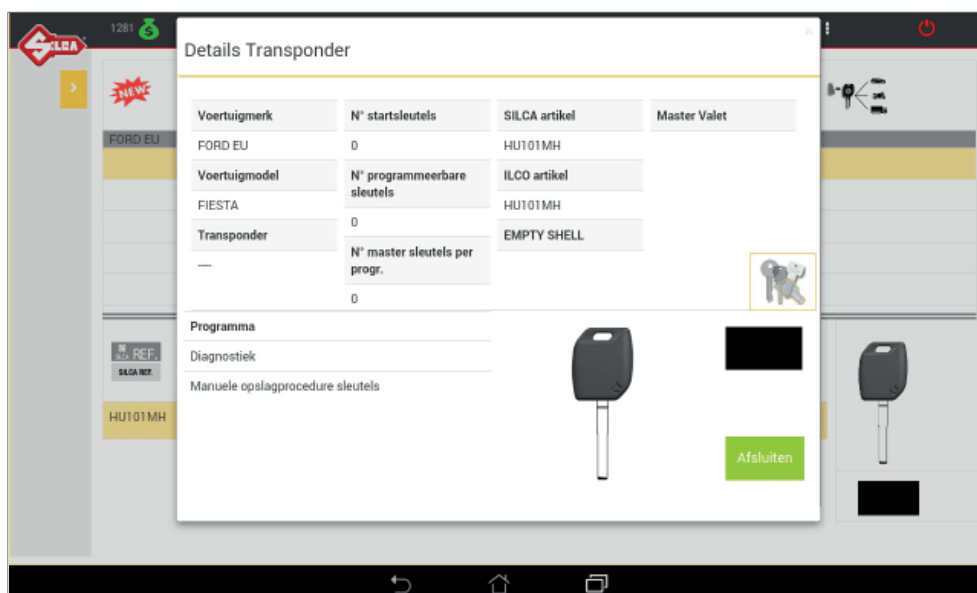 SILCA
1281
Details Transponder
NEW
FORD EU
Voertuigmerk
FORD EU
Voertuigmodel
FIESTA
Transponder
---
N° startsleutels
0
N° programmeerbare
sleutels
0
N° master sleutels per
progr.
0
SILCA artikel
HU101MH
ILCO artikel
HU101MH
EMPTY SHELL
Master Valet
Programma
Diagnostiek
Manuele opslagprocedure sleutels
REF.
SILCA REF.
HU101MH
Afsluiten